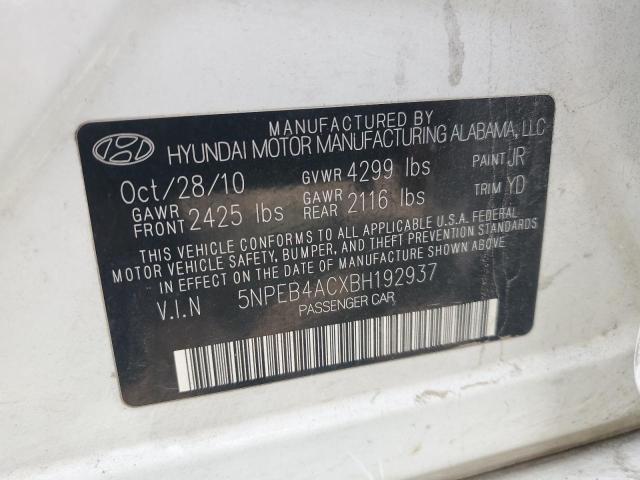 MANUFACTURED BY
HYUNDAI MOTOR MANUFACTURING ALABAMA, LLC
Oct/28/10 GVWR 4299 lbs PAINT JR
GAWR FRONT 2425 lbs GAWR REAR 2116 lbs TRIM YD
THIS VEHICLE CONFORMS TO ALL APPLICABLE U.S.A. FEDERAL
MOTOR VEHICLE SAFETY, BUMPER, AND THEFT PREVENTION STANDARDS
IN EFFECT ON THE DATE OF MANUFACTURE SHOWN ABOVE.
V.I.N 5NPEB4ACXBH192937
PASSENGER CAR